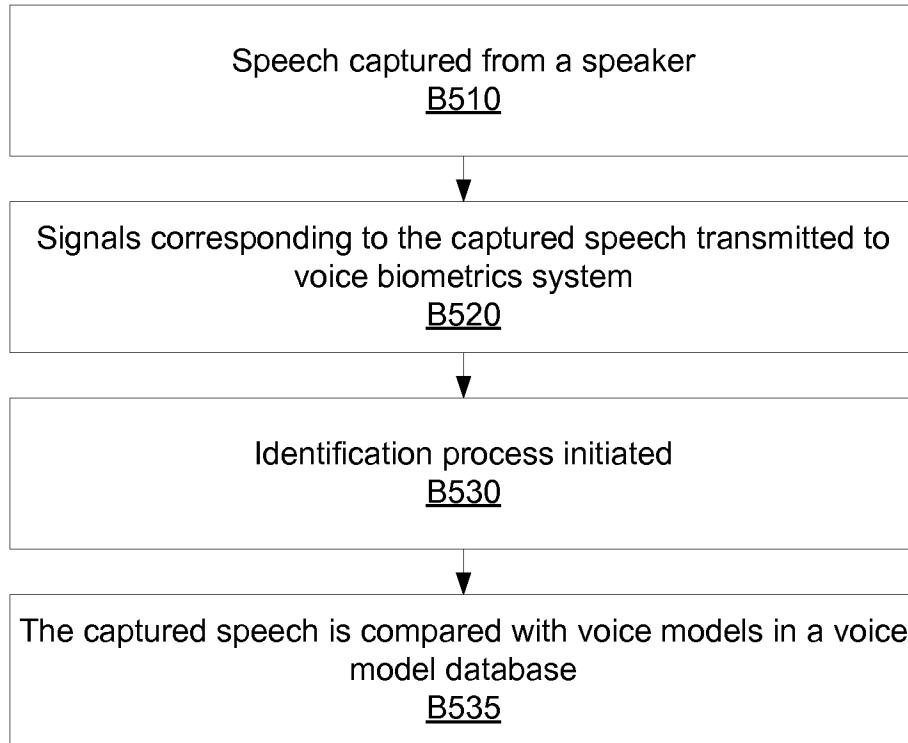 Speech captured from a speaker
B510
Signals corresponding to the captured speech transmitted to
voice biometrics system
B520
Identification process initiated
B530
The captured speech is compared with voice models in a voice
model database
B535